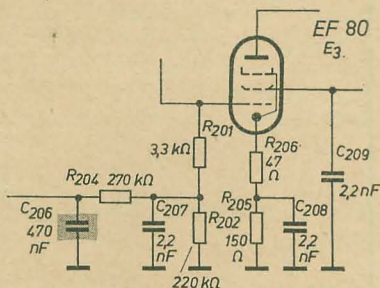 EF 80
E3.
R201
3,3 kΩ
R206
47
Ω
C209
2,2 nF
R204 270 kΩ
C206
470
nF
C207
2,2
nF
R202
220 kΩ
R205
150
Ω
C208
2,2
nF